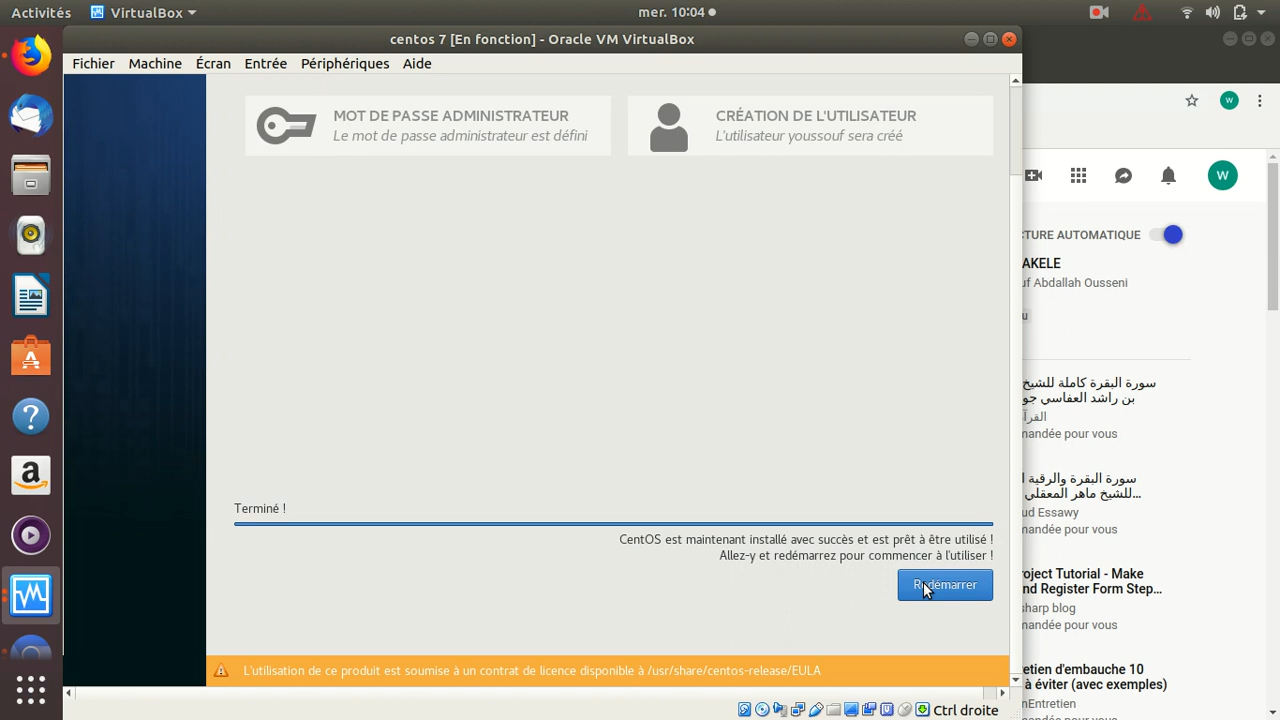 Activités
VirtualBox
mer. 10:04
centos 7 [En fonction] - Oracle VM VirtualBox
Fichier Machine Écran Entrée Périphériques Aide
MOT DE PASSE ADMINISTRATEUR
Le mot de passe administrateur est défini
CRÉATION DE L'UTILISATEUR
L'utilisateur youssouf sera créé
Terminé !
CentOS est maintenant installé avec succès et est prêt à être utilisé !
Allez-y et redémarrez pour commencer à l'utiliser !
Redémarrer
L'utilisation de ce produit est soumise à un contrat de licence disponible à /usr/share/centos-release/EULA
Ctrl droite
W
W
CTURE AUTOMATIQUE
AKELE
uf Abdallah Ousseni
u
سورة البقرة كاملة للشيخ
بن راشد العفاسي جو
القرآ
mandée pour vous
سورة البقرة والرقية ا
للشيخ ماهر المعقلي...
ud Essawy
mandée pour vous
roject Tutorial - Make
nd Register Form Step...
sharp blog
mandée pour vous
etien d'embauche 10
à éviter (avec exemples)
nEntretien